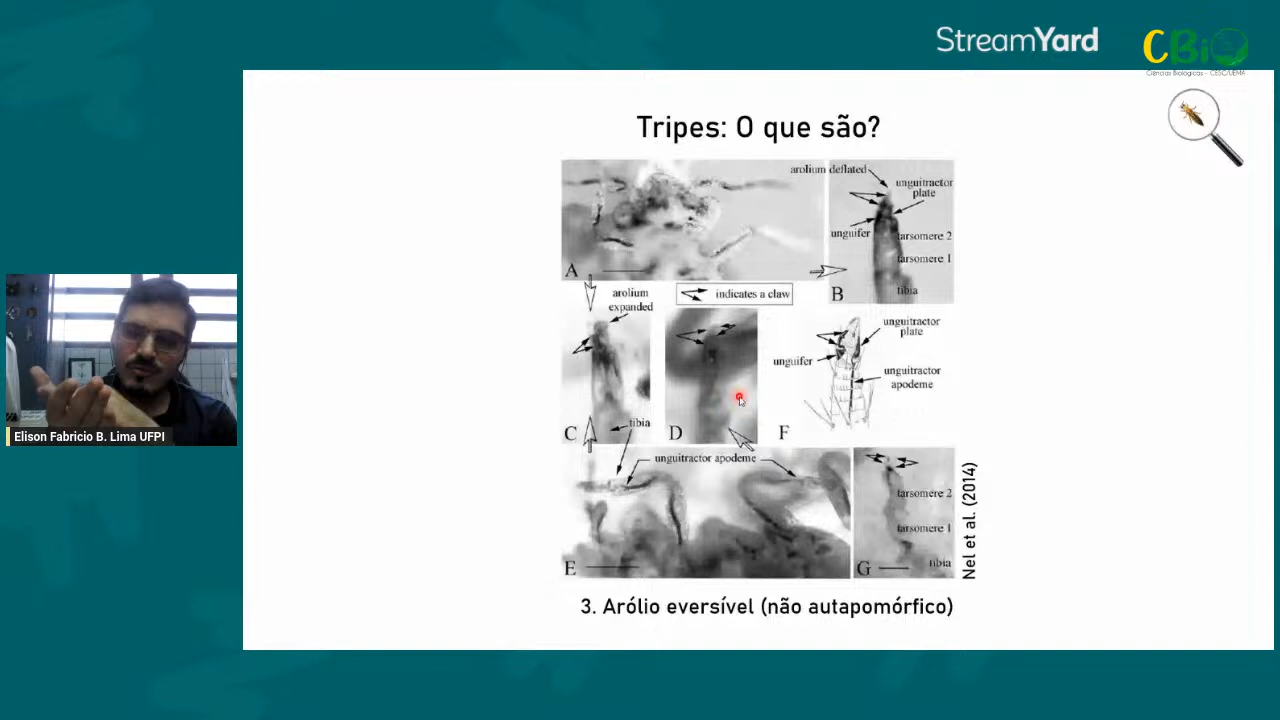 StreamYard
CBiO
Ciências Biológicas - CESC/UEMA
Tripes: O que são?
arolium deflated
unguitractor
plate
unguifer
tarsomere 2
tarsomere 1
tibia
A
B
arolium
expanded
indicates a claw
unguitractor
plate
unguifer
unguitractor
apodeme
C
tibia
D
F
unguitractor apodeme
tarsomere 2
tarsomere 1
tibia
E
G
Nel et al. (2014)
3. Arólio eversível (não autapomórfico)
Elison Fabricio B. Lima UFPI